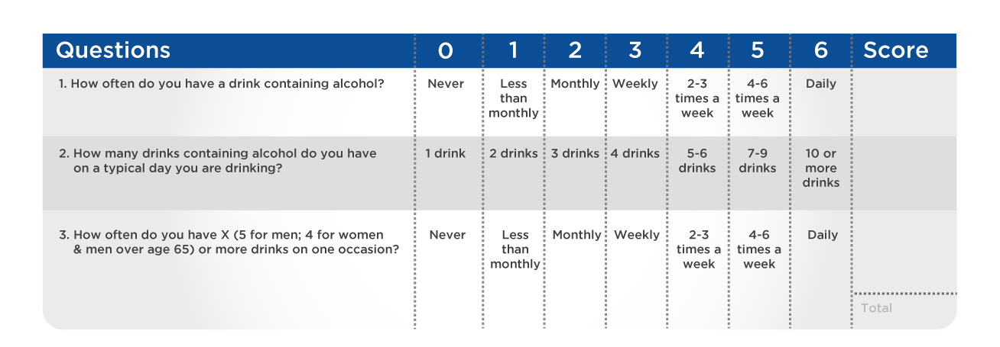 Questions 0 1 2 3 4 5 6 Score
1. How often do you have a drink containing alcohol? Never Less than monthly Monthly Weekly 2-3 times a week 4-6 times a week Daily
2. How many drinks containing alcohol do you have
on a typical day you are drinking? 1 drink 2 drinks 3 drinks 4 drinks 5-6 drinks 7-9 drinks 10 or more drinks
3. How often do you have X (5 for men; 4 for women
& men over age 65) or more drinks on one occasion? Never Less than monthly Monthly Weekly 2-3 times a week 4-6 times a week Daily
Total